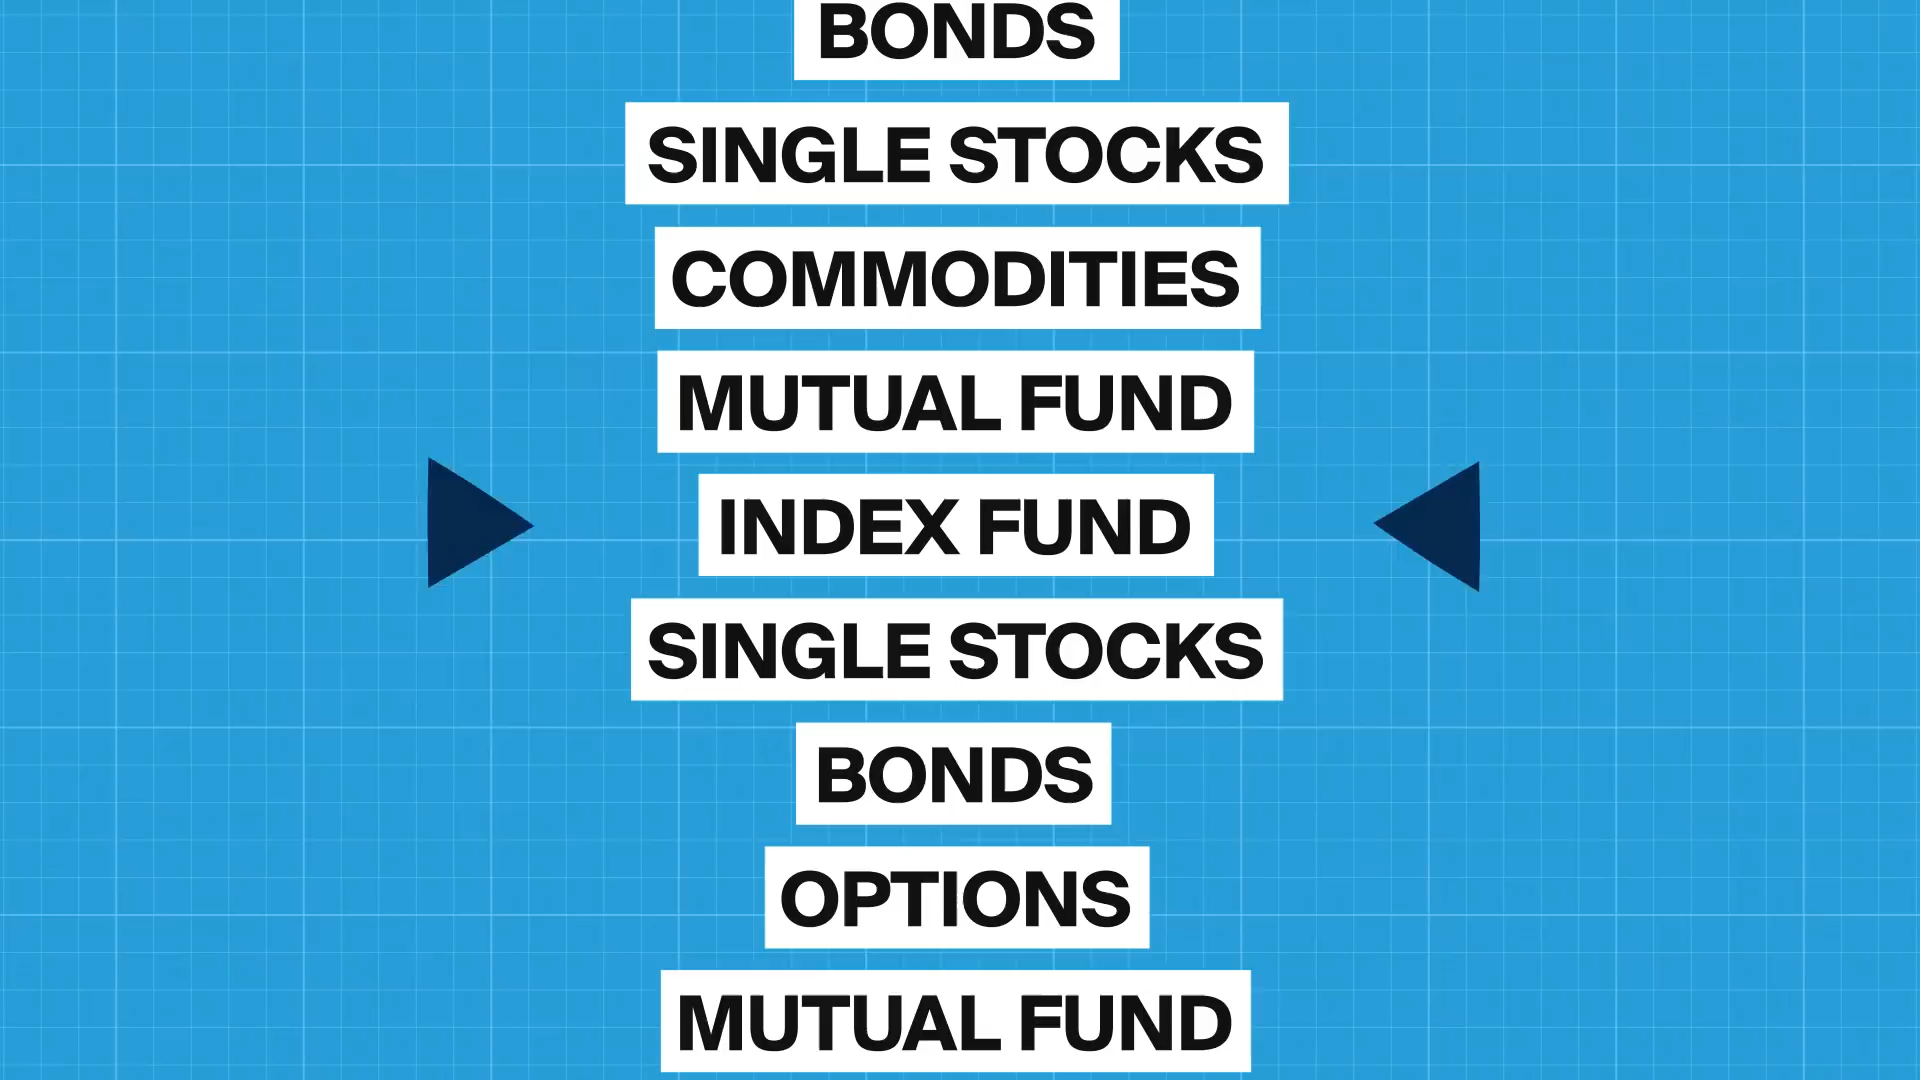 BONDS
SINGLE STOCKS
COMMODITIES
MUTUAL FUND
INDEX FUND
SINGLE STOCKS
BONDS
OPTIONS
MUTUAL FUND